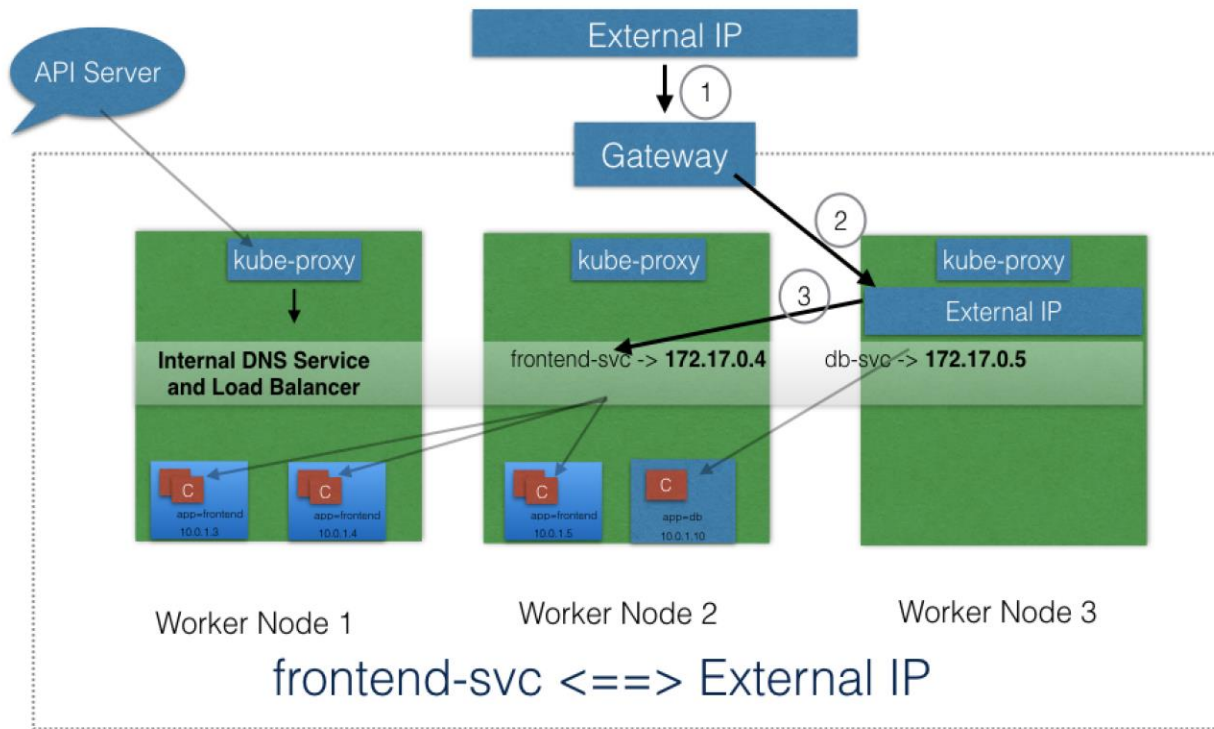 External IP
API Server
1
Gateway
2
kube-proxy
kube-proxy
kube-proxy
3
External IP
Internal DNS Service
and Load Balancer
frontend-svc -> 172.17.0.4
db-svc -> 172.17.0.5
C
app=frontend
10.0.1.3
C
app=frontend
10.0.1.4
C
app=frontend
10.0.1.5
C
app=db
10.0.1.10
Worker Node 1
Worker Node 2
Worker Node 3
frontend-svc <==> External IP